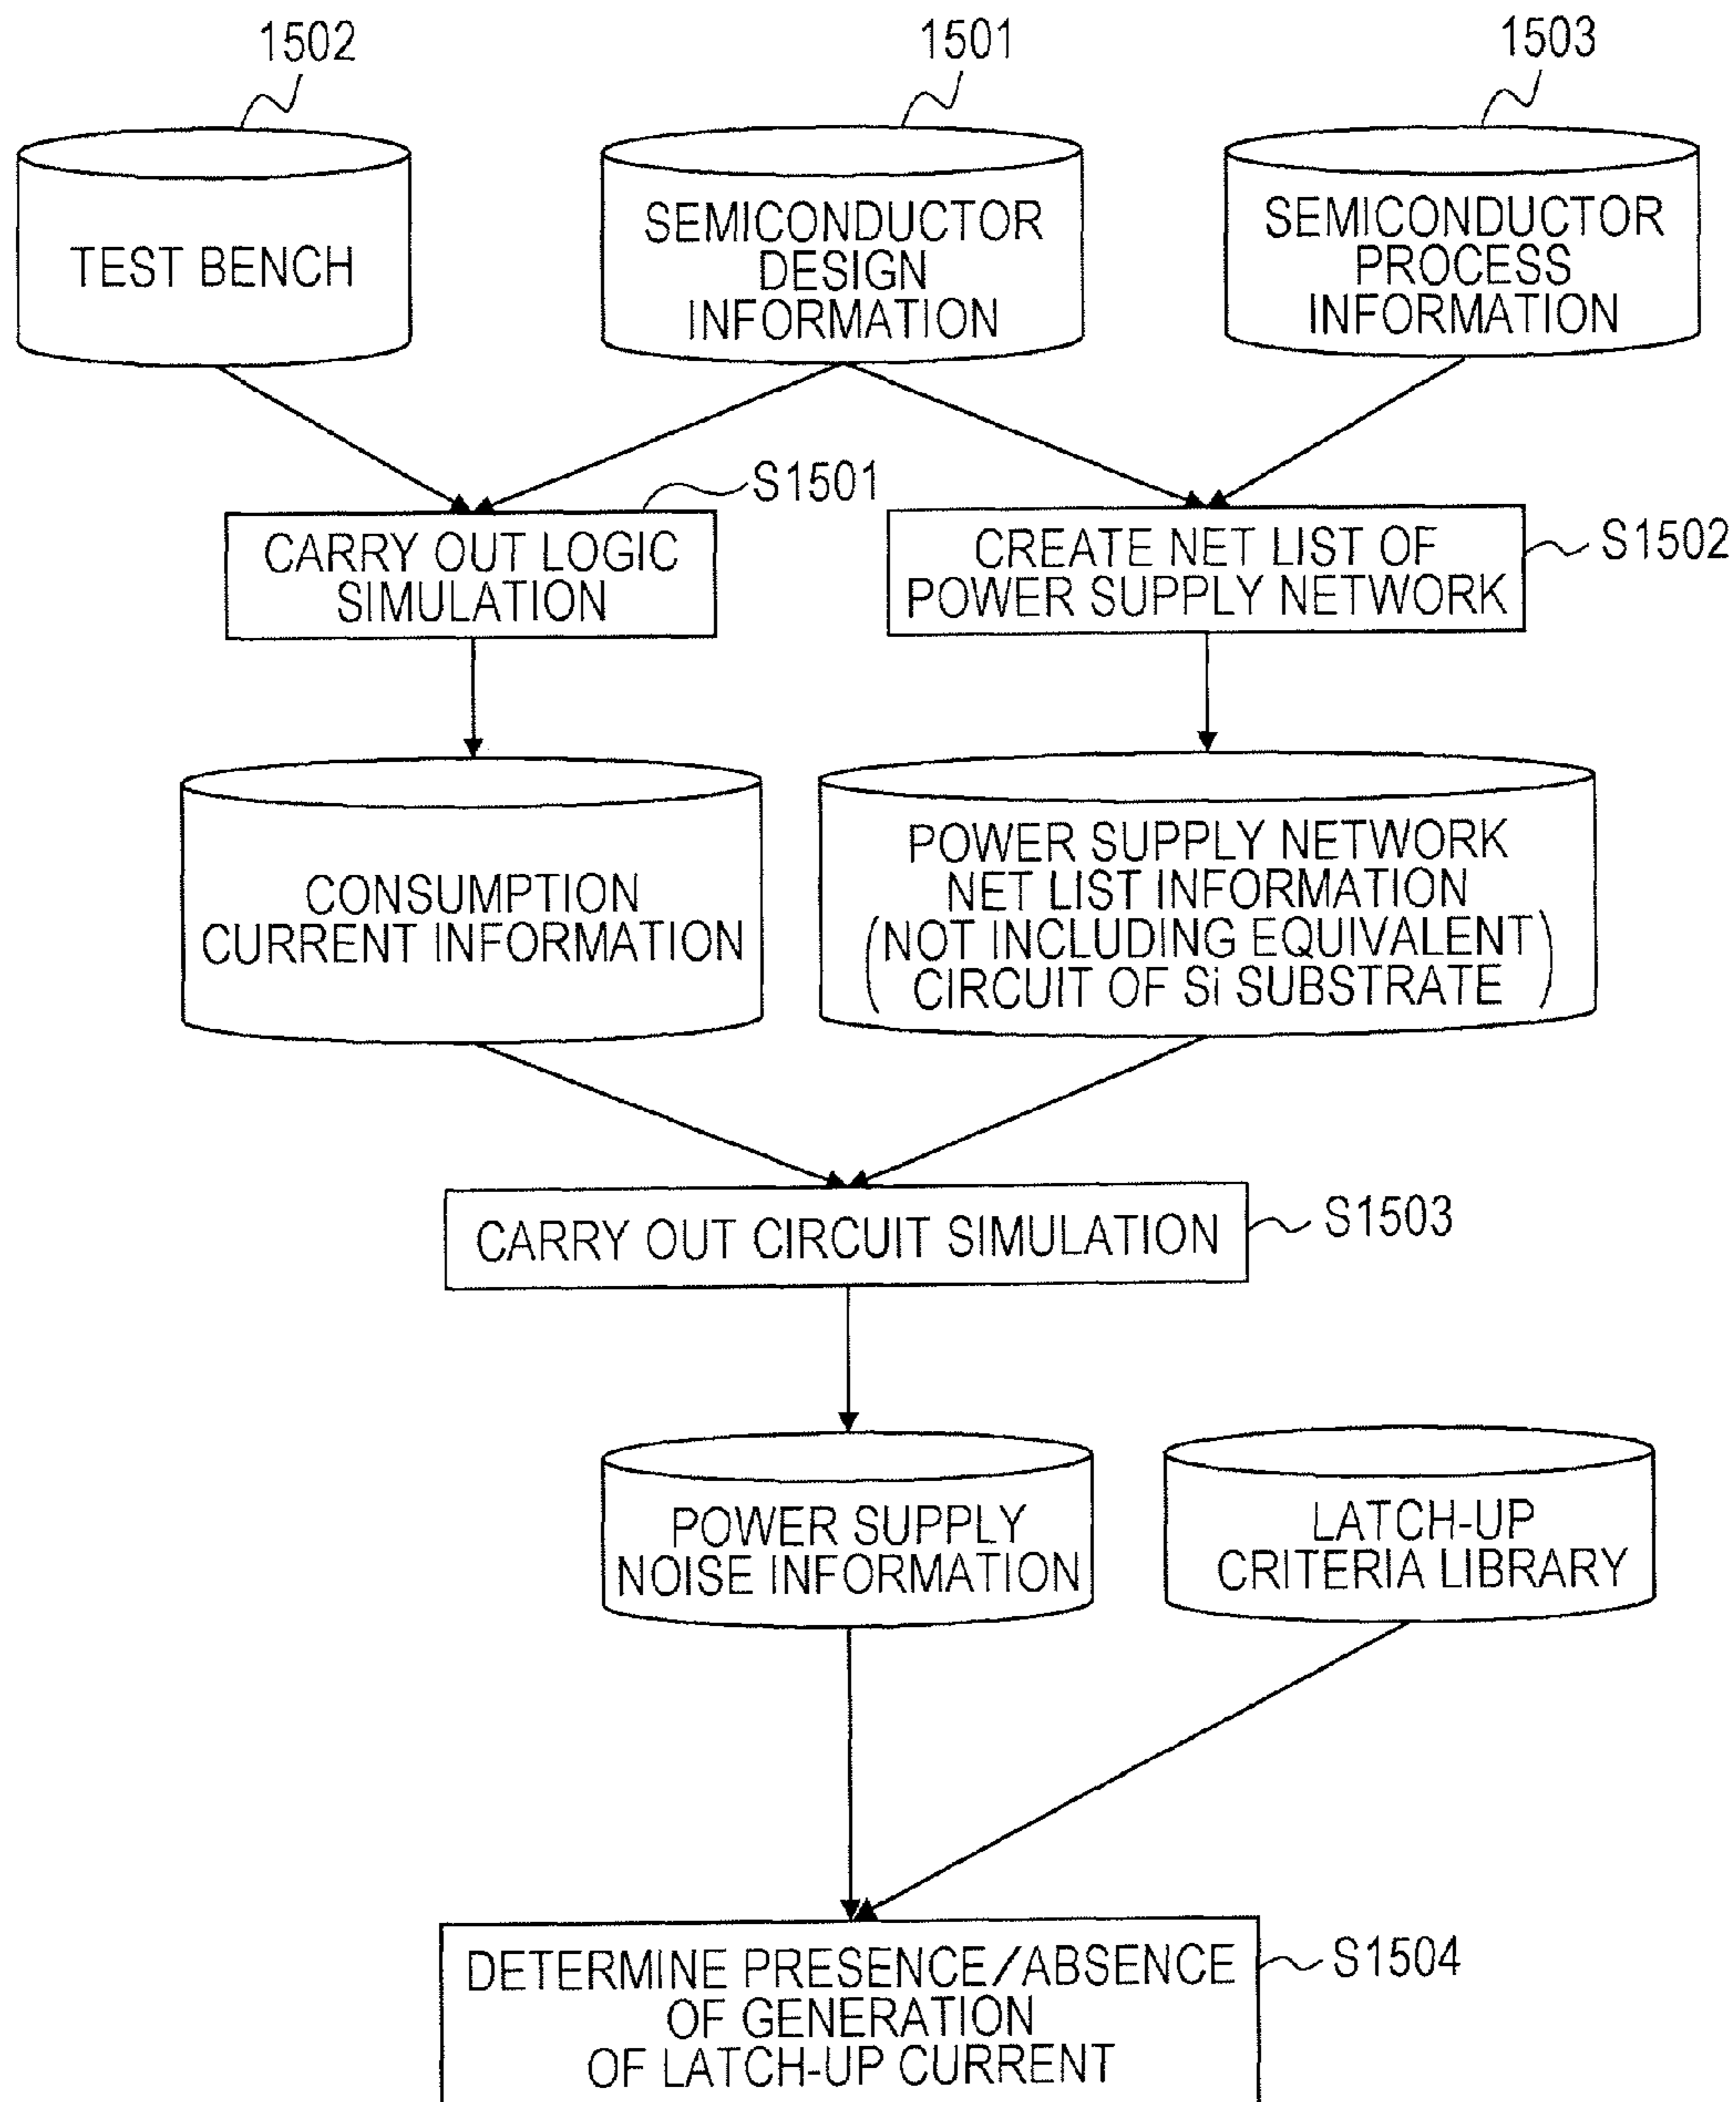 1502
1501
1503
TEST BENCH
SEMICONDUCTOR
DESIGN
INFORMATION
SEMICONDUCTOR
PROCESS
INFORMATION
S1501
CARRY OUT LOGIC
SIMULATION
CREATE NET LIST OF
POWER SUPPLY NETWORK
S1502
CONSUMPTION
CURRENT INFORMATION
POWER SUPPLY NETWORK
NET LIST INFORMATION
(NOT INCLUDING EQUIVALENT
CIRCUIT OF Si SUBSTRATE)
CARRY OUT CIRCUIT SIMULATION
S1503
POWER SUPPLY
NOISE INFORMATION
LATCH-UP
CRITERIA LIBRARY
DETERMINE PRESENCE/ABSENCE
OF GENERATION
OF LATCH-UP CURRENT
S1504